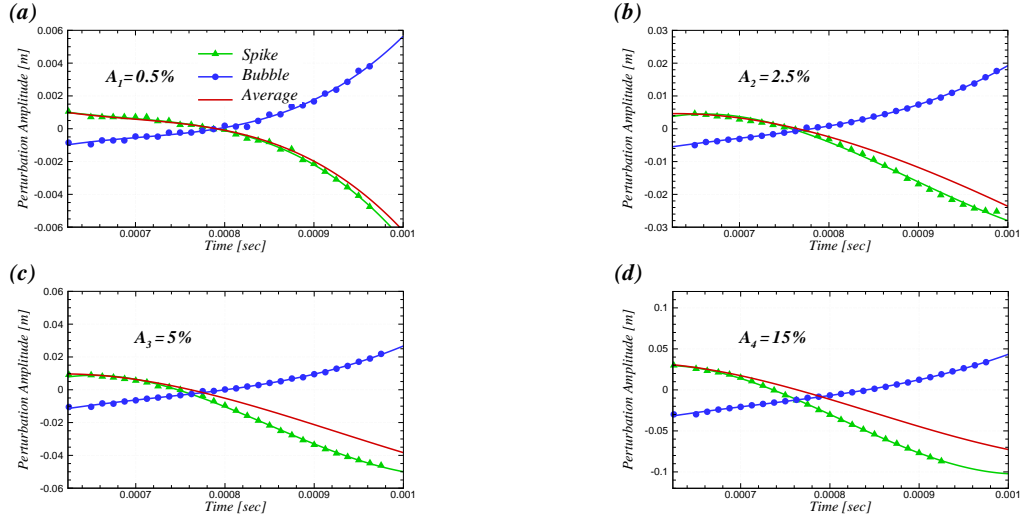 (a)
Perturbation Amplitude [m]
0.006
0.004
0.002
0
-0.002
-0.004
-0.006
A1=0.5%
Spike
Bubble
Average
0.0007
0.0008
0.0009
0.001
Time [sec]
(b)
Perturbation Amplitude [m]
0.03
0.02
0.01
0
-0.01
-0.02
-0.03
A2=2.5%
0.0007
0.0008
0.0009
0.001
Time [sec]
(c)
Perturbation Amplitude [m]
0.06
0.04
0.02
0
-0.02
-0.04
-0.06
A3=5%
0.0007
0.0008
0.0009
0.001
Time [sec]
(d)
Perturbation Amplitude [m]
0.1
0.05
0
-0.05
-0.1
A4=15%
0.0007
0.0008
0.0009
0.001
Time [sec]